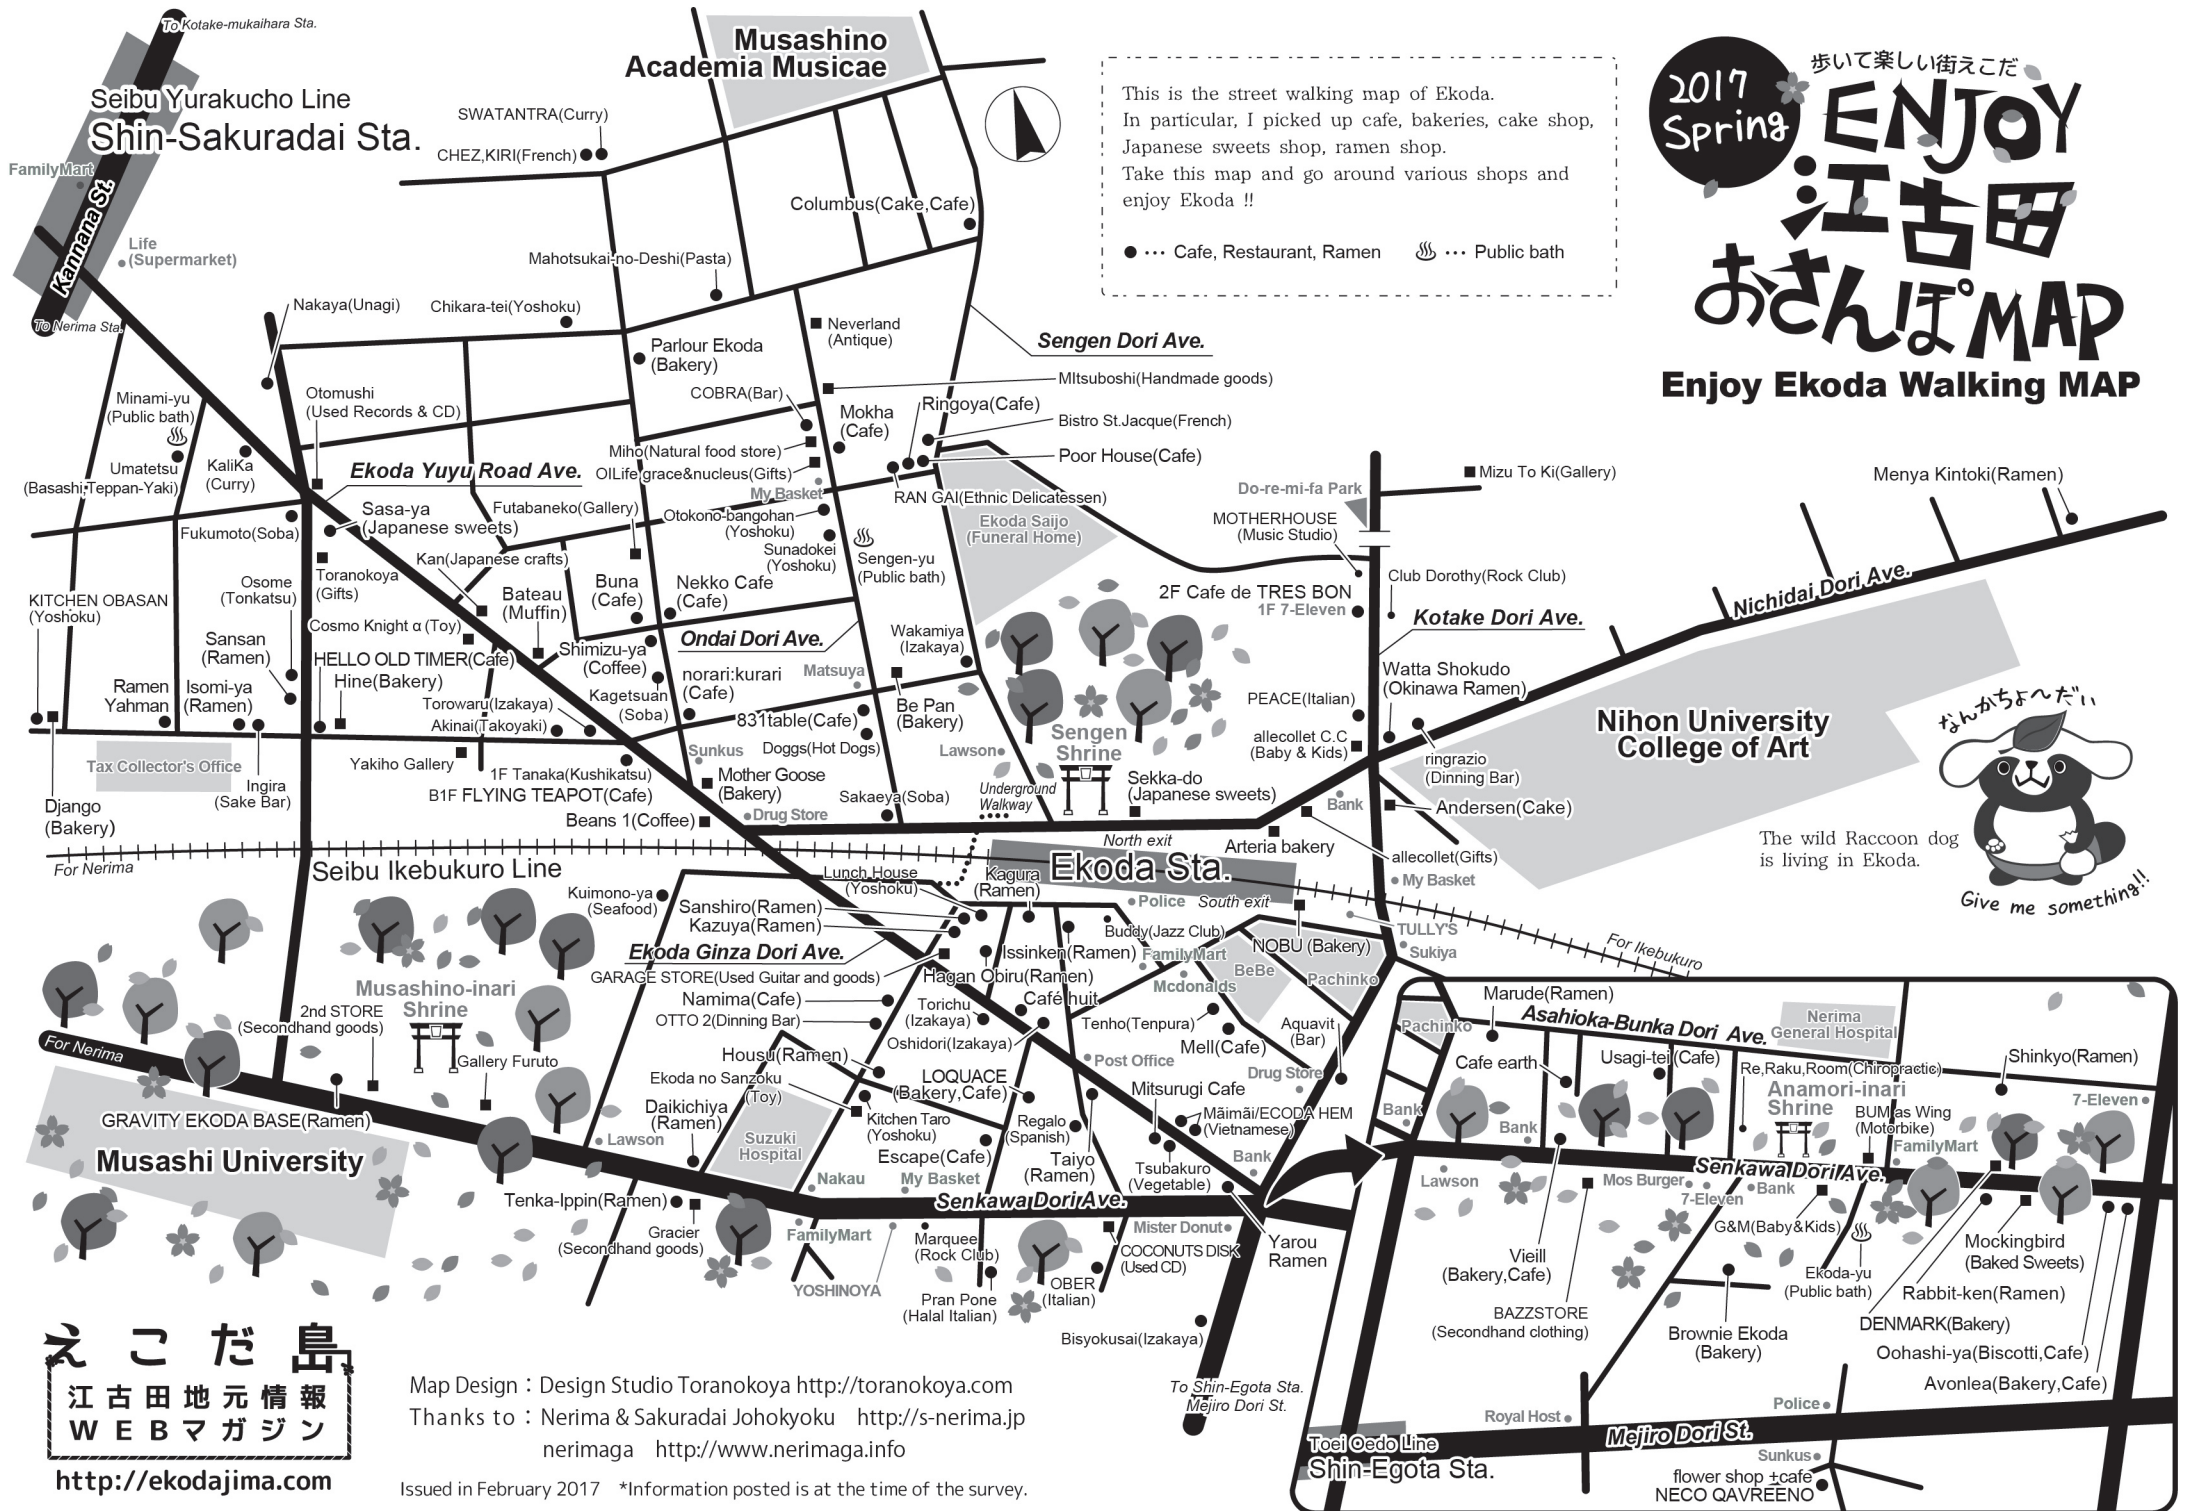 To Kotake-mukaihara Sta.
Seibu Yurakucho Line
Shin-Sakuradai Sta.
FamilyMart
Kannana St.
Life
(Supermarket)
To Nerima Sta.
Musashino
Academia Musicae
SWATANTRA(Curry)
CHEZ,KIRI(French)
Columbus(Cake,Cafe)
Mahotsukai-no-Deshi(Pasta)
Nakaya(Unagi)
Chikara-tei(Yoshoku)
This is the street walking map of Ekoda.
In particular, I picked up cafe, bakeries, cake shop,
Japanese sweets shop, ramen shop.
Take this map and go around various shops and
enjoy Ekoda !!
… Cafe, Restaurant, Ramen
… Public bath
2017
Spring
歩いて楽しい街えこだ
ENJOY
江古田
おさんぽMAP
Enjoy Ekoda Walking MAP
Neverland
(Antique)
Parlour Ekoda
(Bakery)
Sengen Dori Ave.
MItsuboshi(Handmade goods)
COBRA(Bar)
Mokha
(Cafe)
Ringoya(Cafe)
Bistro St.Jacque(French)
Poor House(Cafe)
Miho(Natural food store)
OlLife grace&nucleus(Gifts)
My Basket
RAN GAI(Ethnic Delicatessen)
Otomushi
(Used Records & CD)
Minami-yu
(Public bath)
Umatetsu
(Basashi,Teppan-Yaki)
KaliKa
(Curry)
Ekoda Yuyu Road Ave.
Sasa-ya
(Japanese sweets)
Futabaneko(Gallery)
Otokono-bangohan
(Yoshoku)
Sunadokei
(Yoshoku)
Sengen-yu
(Public bath)
Ekoda Saijo
(Funeral Home)
Do-re-mi-fa Park
Mizu To Ki(Gallery)
Menya Kintoki(Ramen)
MOTHERHOUSE
(Music Studio)
Club Dorothy(Rock Club)
2F Cafe de TRES BON
1F 7-Eleven
Kotake Dori Ave.
Nichidai Dori Ave.
Fukumoto(Soba)
Kan(Japanese crafts)
Toranokoya
(Gifts)
Osome
(Tonkatsu)
Bateau
(Muffin)
Buna
(Cafe)
Nekko Cafe
(Cafe)
KITCHEN OBASAN
(Yoshoku)
Cosmo Knight α (Toy)
Sansan
(Ramen)
HELLO OLD TIMER(Cafe)
Hine(Bakery)
Shimizu-ya
(Coffee)
Ondai Dori Ave.
Wakamiya
(Izakaya)
Matsuya
norari:kurari
(Cafe)
Kagetsuan
(Soba)
Ramen
Yahman
Isomi-ya
(Ramen)
Torowaru(Izakaya)
Akinai(Takoyaki)
831table(Cafe)
Be Pan
(Bakery)
Doggs(Hot Dogs)
Sunkus
Lawson
Sengen
Shrine
PEACE(Italian)
Watta Shokudo
(Okinawa Ramen)
allecollet C.C
(Baby & Kids)
ringrazio
(Dinning Bar)
Nihon University
College of Art
なんかちょ〜だい
Tax Collector's Office
Yakiho Gallery
1F Tanaka(Kushikatsu)
B1F FLYING TEAPOT(Cafe)
Mother Goose
(Bakery)
Ingira
(Sake Bar)
Django
(Bakery)
Beans 1(Coffee)
Drug Store
Sakaeya(Soba)
Underground
Walkway
Sekka-do
(Japanese sweets)
Bank
Andersen(Cake)
North exit
Arteria bakery
allecollet(Gifts)
My Basket
The wild Raccoon dog
is living in Ekoda.
Give me something!!
For Nerima
Seibu Ikebukuro Line
Ekoda Sta.
Lunch House
(Yoshoku)
Kagura
(Ramen)
Police
South exit
Kuimono-ya
(Seafood)
Sanshiro(Ramen)
Kazuya(Ramen)
Buddy(Jazz Club)
NOBU (Bakery)
TULLY'S
Sukiya
For Ikebukuro
Ekoda Ginza Dori Ave.
GARAGE STORE(Used Guitar and goods)
Issinken(Ramen)
Hagan Obiru(Ramen)
FamilyMart
Mcdonalds
BeBe
Pachinko
Musashino-inari
Shrine
2nd STORE
(Secondhand goods)
Namima(Cafe)
OTTO 2(Dinning Bar)
Torichu
(Izakaya)
Café huit
Oshidori(Izakaya)
Tenho(Tenpura)
Mell(Cafe)
Aquavit
(Bar)
For Nerima
Gallery Furuto
Housu(Ramen)
Post Office
Drug Store
Ekoda no Sanzoku
(Toy)
LOQUACE
(Bakery,Cafe)
Mitsurugi Cafe
GRAVITY EKODA BASE(Ramen)
Daikichiya
(Ramen)
Kitchen Taro
(Yoshoku)
Regalo
(Spanish)
Mãimãi/ECODA HEM
(Vietnamese)
Lawson
Suzuki
Hospital
Escape(Cafe)
Taiyo
(Ramen)
Tsubakuro
(Vegetable)
Bank
Musashi University
Nakau
My Basket
Senkawa Dori Ave.
Tenka-Ippin(Ramen)
Gracier
(Secondhand goods)
FamilyMart
Marquee
(Rock Club)
Mister Donut
COCONUTS DISK
(Used CD)
Yarou
Ramen
YOSHINOYA
Pran Pone
(Halal Italian)
OBER
(Italian)
Bisyokusai(Izakaya)
To Shin-Egota Sta.
Mejiro Dori St.
Marude(Ramen)
Asahioka-Bunka Dori Ave.
Nerima
General Hospital
Pachinko
Cafe earth
Usagi-tei (Cafe)
Re,Raku,Room(Chiropractic)
Shinkyo(Ramen)
Anamori-inari
Shrine
BUM as Wing
(Motorbike)
7-Eleven
Bank
Bank
FamilyMart
Senkawa Dori Ave.
Lawson
Mos Burger
7-Eleven
Bank
G&M(Baby&Kids)
Vieill
(Bakery,Cafe)
Mockingbird
(Baked Sweets)
Ekoda-yu
(Public bath)
Rabbit-ken(Ramen)
BAZZSTORE
(Secondhand clothing)
Brownie Ekoda
(Bakery)
DENMARK(Bakery)
Oohashi-ya(Biscotti,Cafe)
Avonlea(Bakery,Cafe)
Royal Host
Police
Mejiro Dori St.
Toei Oedo Line
Shin-Egota Sta.
Sunkus
flower shop +cafe
NECO QAVREENO
えこだ島
江古田地元情報
WEBマガジン
http://ekodajima.com
Map Design：Design Studio Toranokoya http://toranokoya.com
Thanks to：Nerima & Sakuradai Johokyoku http://s-nerima.jp
nerimaga http://www.nerimaga.info
Issued in February 2017 *Information posted is at the time of the survey.